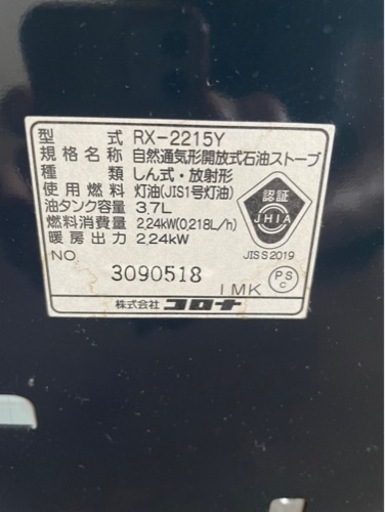 型式 RX-2215Y
規格名称 自然通気形開放式石油ストーブ
種類 しん式・放射形
使用燃料 灯油(JIS1号灯油)
油タンク容量 3.7L
燃料消費量 2.24kW(0.218L/h)
暖房出力 2.24kW
認証
JHIA
JIS S 2019
NO 3090518
1MK
PS C
株式会社 コロナ